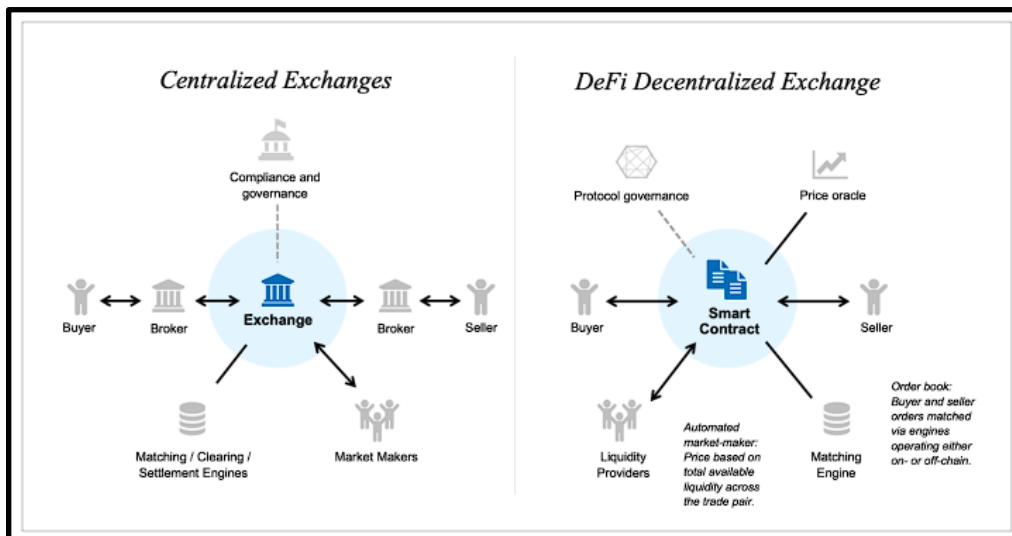 Centralized Exchanges
Compliance and
governance
Buyer
Broker
Exchange
Broker
Seller
Matching / Clearing /
Settlement Engines
Market Makers
DeFi Decentralized Exchange
Protocol governance
Price oracle
Buyer
Smart
Contract
Seller
Liquidity
Providers
Automated
market-maker:
Price based on
total available
liquidity across
the trade pair.
Matching
Engine
Order book:
Buyer and seller
orders matched
via engines
operating either
on- or off-chain.